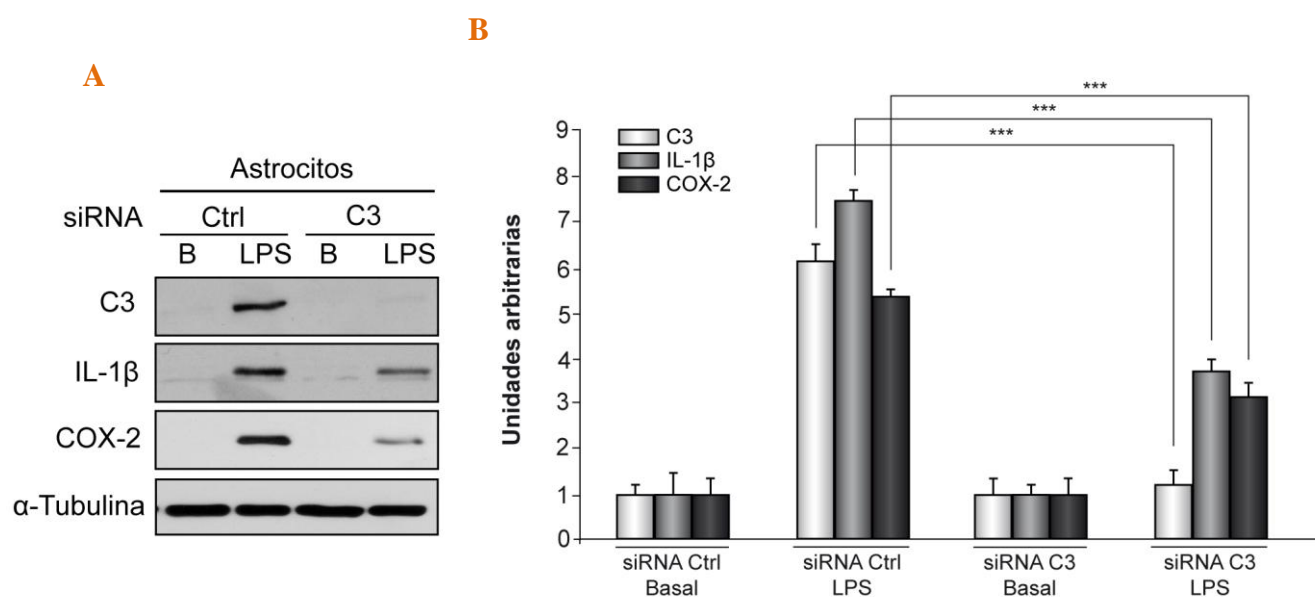 A
Astrocitos
siRNA Ctrl C3
B LPS B LPS
C3
IL-1β
COX-2
α-Tubulina
B
*** 
***
***
C3
IL-1β
COX-2
Unidades arbitrarias
9
8
7
6
5
4
3
2
1
0
siRNA Ctrl
Basal
siRNA Ctrl
LPS
siRNA C3
Basal
siRNA C3
LPS